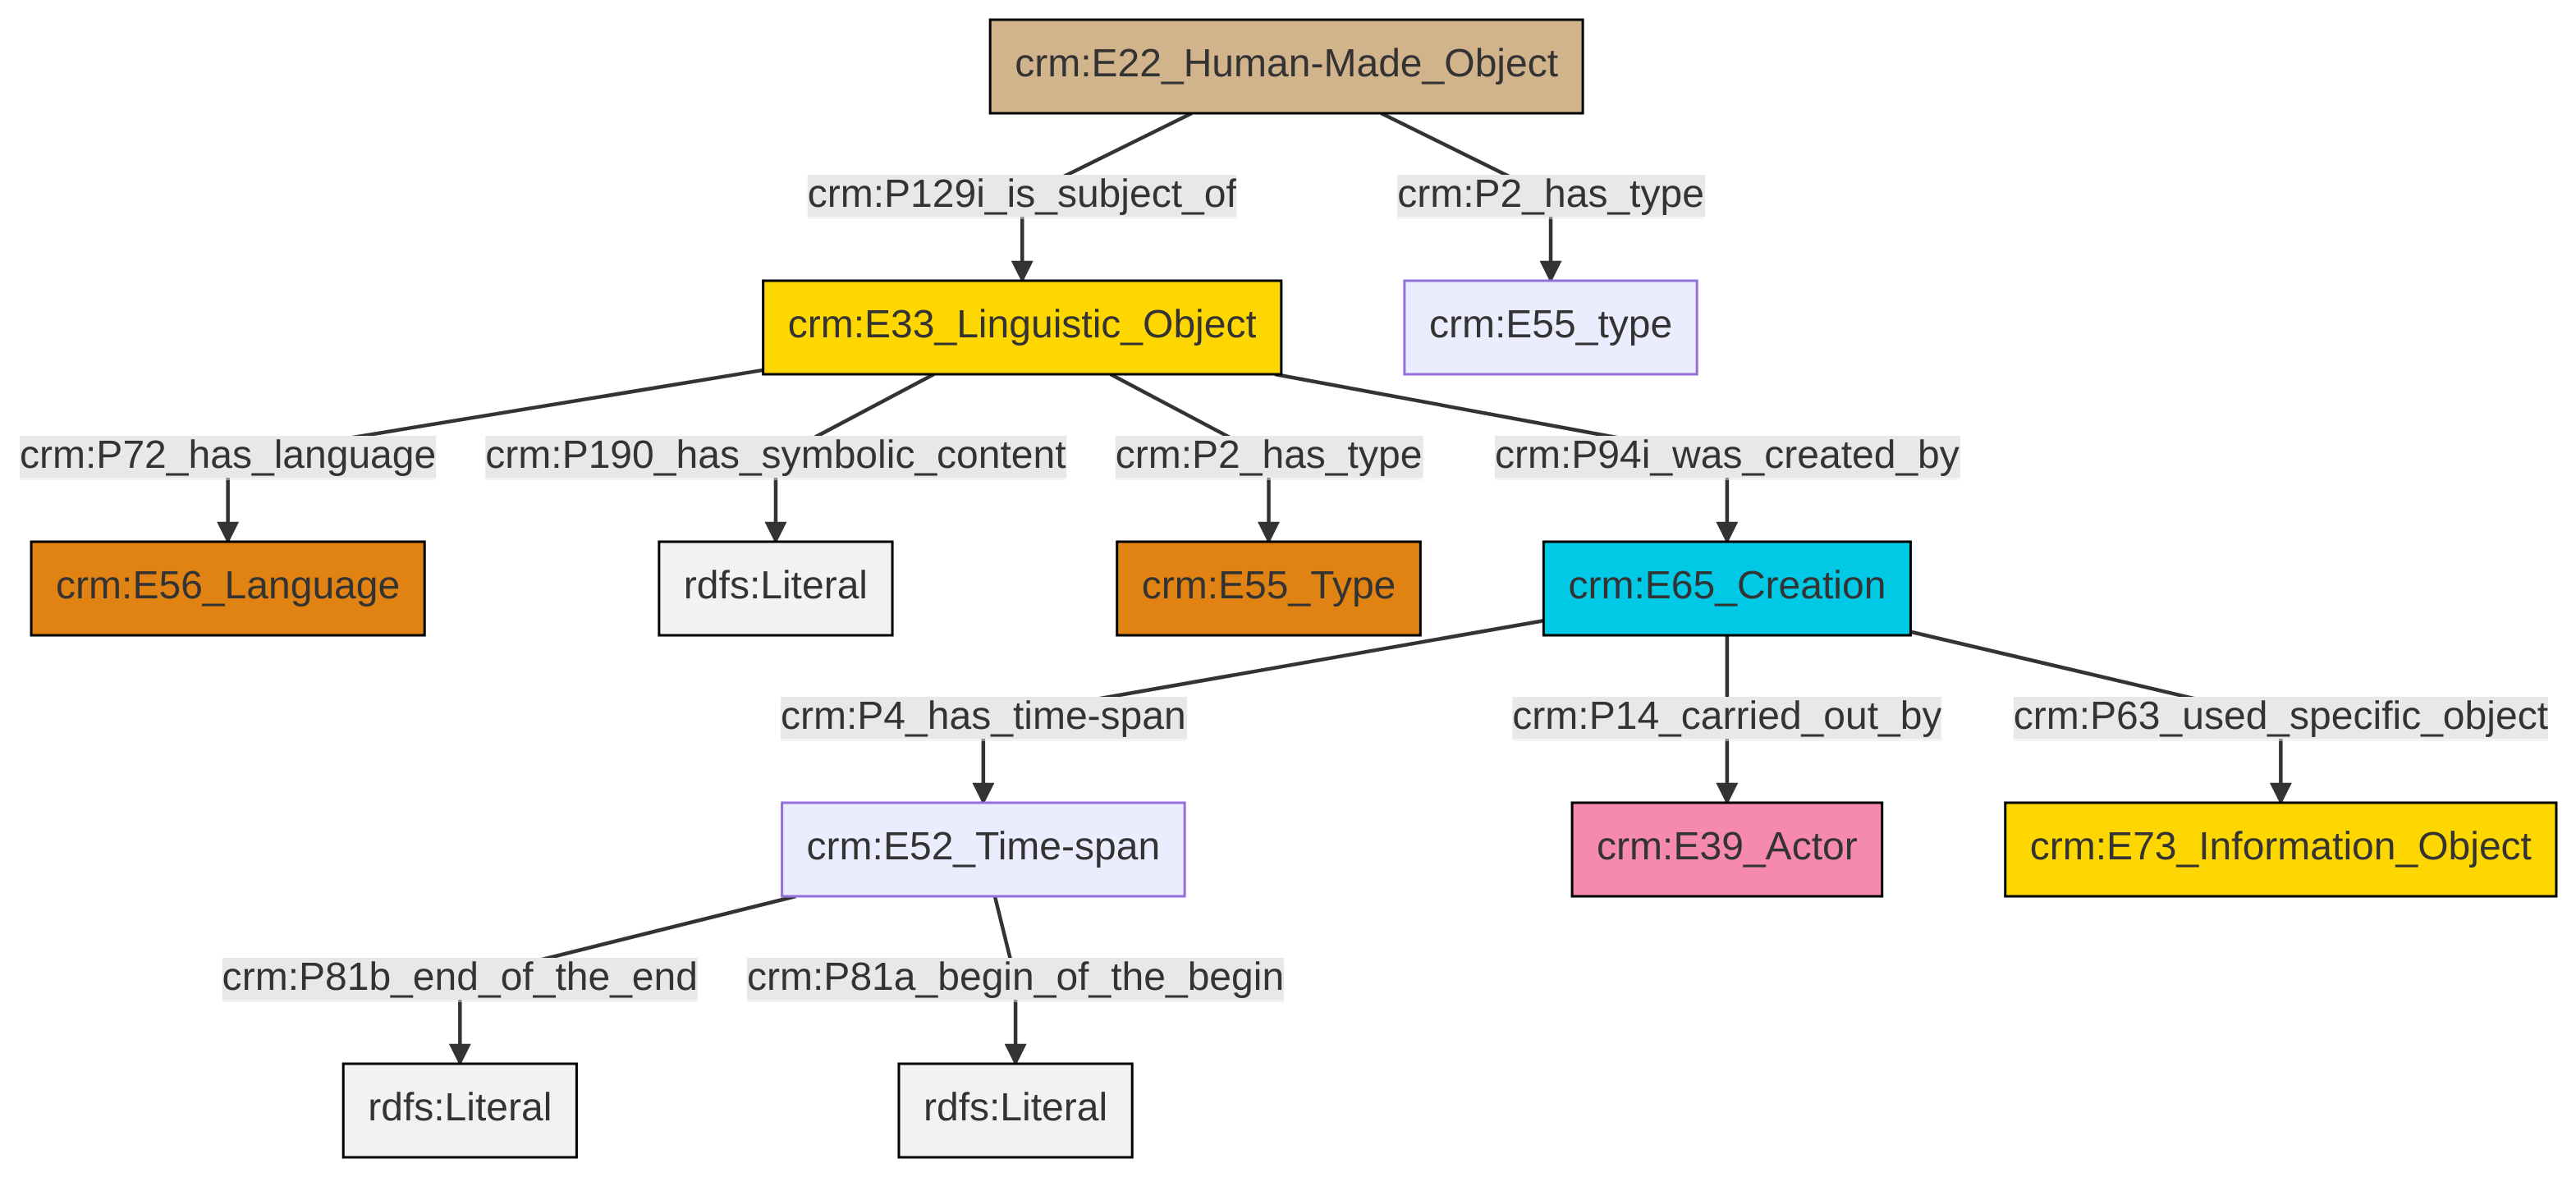 crm:E22_Human-Made_Object
crm:P129i_is_subject_of
crm:P2_has_type
crm:E33_Linguistic_Object
crm:E55_type
crm:P72_has_language
crm:P190_has_symbolic_content
crm:P2_has_type
crm:P94i_was_created_by
crm:E56_Language
rdfs:Literal
crm:E55_Type
crm:E65_Creation
crm:P4_has_time-span
crm:P14_carried_out_by
crm:P63_used_specific_object
crm:E52_Time-span
crm:E39_Actor
crm:E73_Information_Object
crm:P81b_end_of_the_end
crm:P81a_begin_of_the_begin
rdfs:Literal
rdfs:Literal